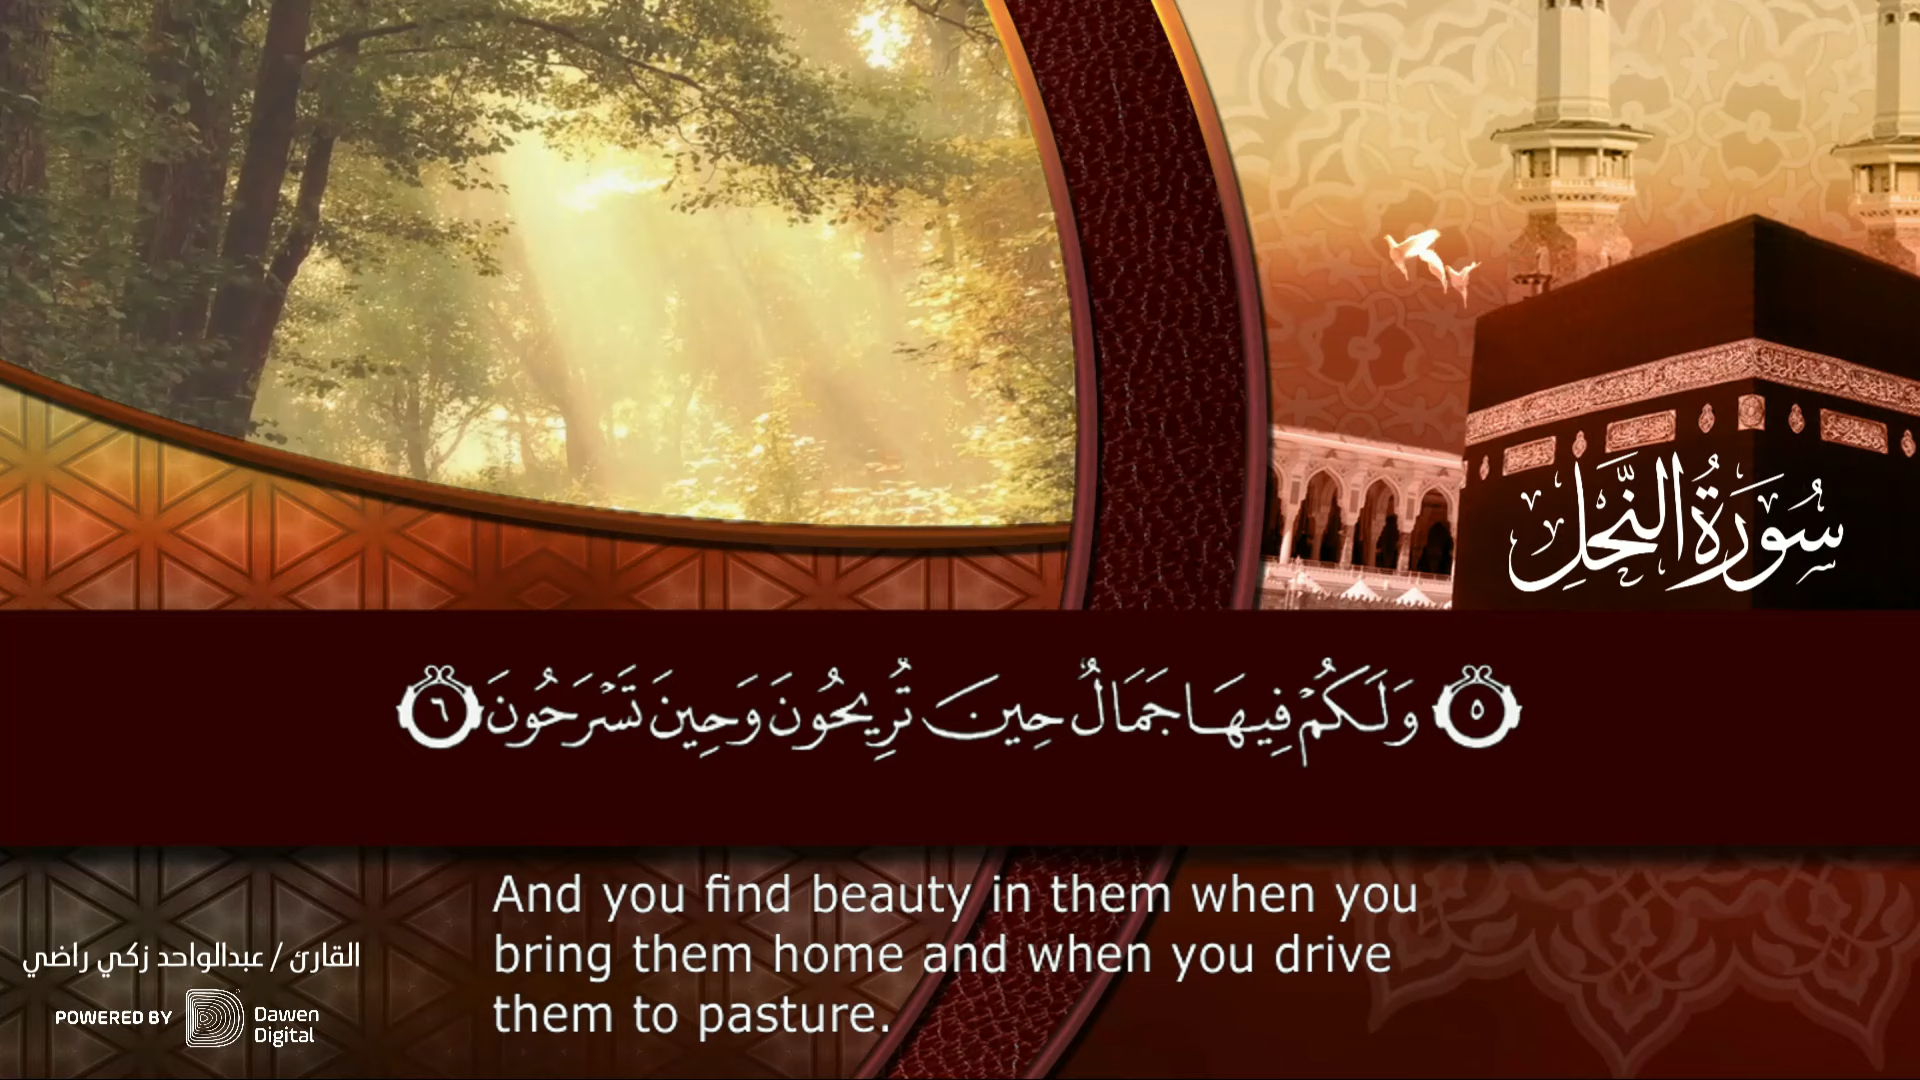 سُورَةُ النَّحْلِ
٥ وَلَكُمْ فِيهَا جَمَالٌ حِينَ تُرِيحُونَ وَحِينَ تَسْرَحُونَ ٦
And you find beauty in them when you
bring them home and when you drive
them to pasture.
القارئ / عبدالواحد زكي راضي
POWERED BY Dawen
Digital